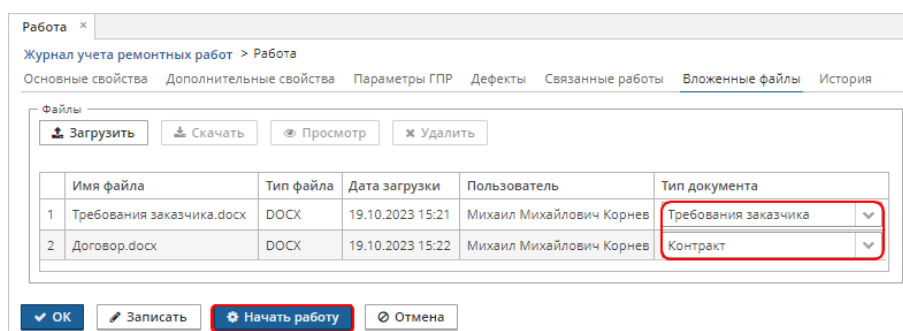 Работа ×
Журнал учета ремонтных работ > Работа
Основные свойства Дополнительные свойства Параметры ГПР Дефекты Связанные работы Вложенные файлы История
Файлы
Загрузить Скачать Просмотр Удалить
Имя файла Тип файла Дата загрузки Пользователь Тип документа
1 Требования заказчика.docx DOCX 19.10.2023 15:21 Михаил Михайлович Корнев Требования заказчика
2 Договор.docx DOCX 19.10.2023 15:22 Михаил Михайлович Корнев Контракт
ОК Записать Начать работу Отмена